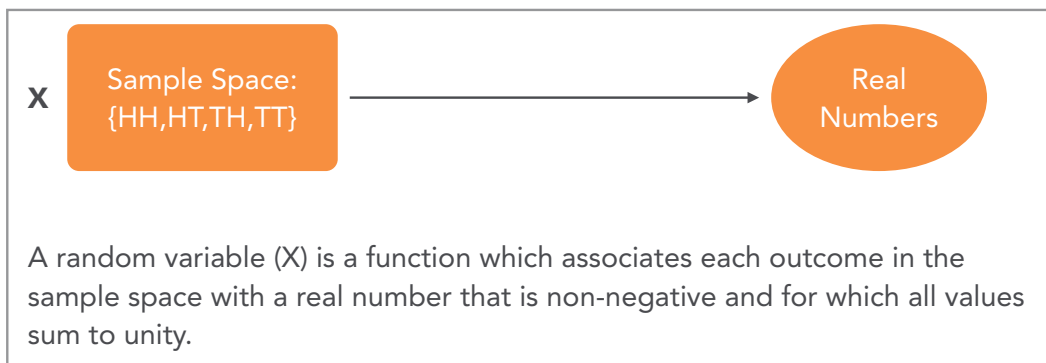 X
Sample Space:
{HH,HT,TH,TT}
Real
Numbers
A random variable (X) is a function which associates each outcome in the
sample space with a real number that is non-negative and for which all values
sum to unity.